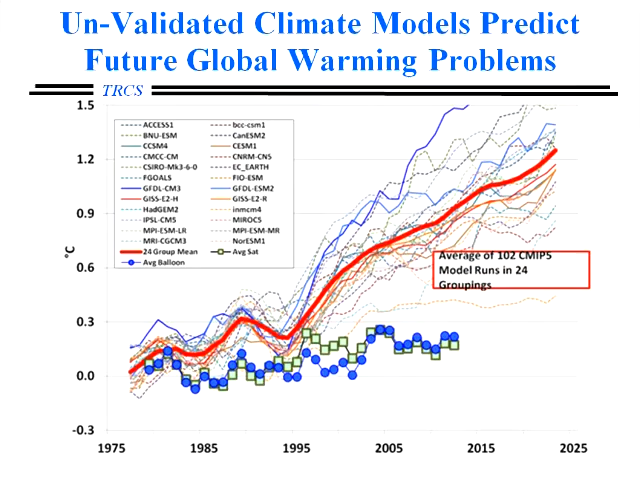 Un-Validated Climate Models Predict
Future Global Warming Problems
TRCS
1.5
1.2
0.9
0.6
0.3
0.0
-0.3
°C
ACCESS1 bcc-csm1
BNU-ESM CanESM2
CCSM4 CESM1
CMCC-CM CNRM-CN5
CSIRO-Mk3-6-0 EC_EARTH
FGOALS FIO-ESM
GFDL-CM3 GFDL-ESM2
GISS-E2-H GISS-E2-R
HadGEM2 inmcm4
IPSL-CM5 MIROC5
MPI-ESM-LR MPI-ESM-MR
MRI-CGCM3 NorESM1
24 Group Mean Avg Sat
Avg Balloon
Average of 102 CMIP5
Model Runs in 24
Groupings
1975 1985 1995 2005 2015 2025